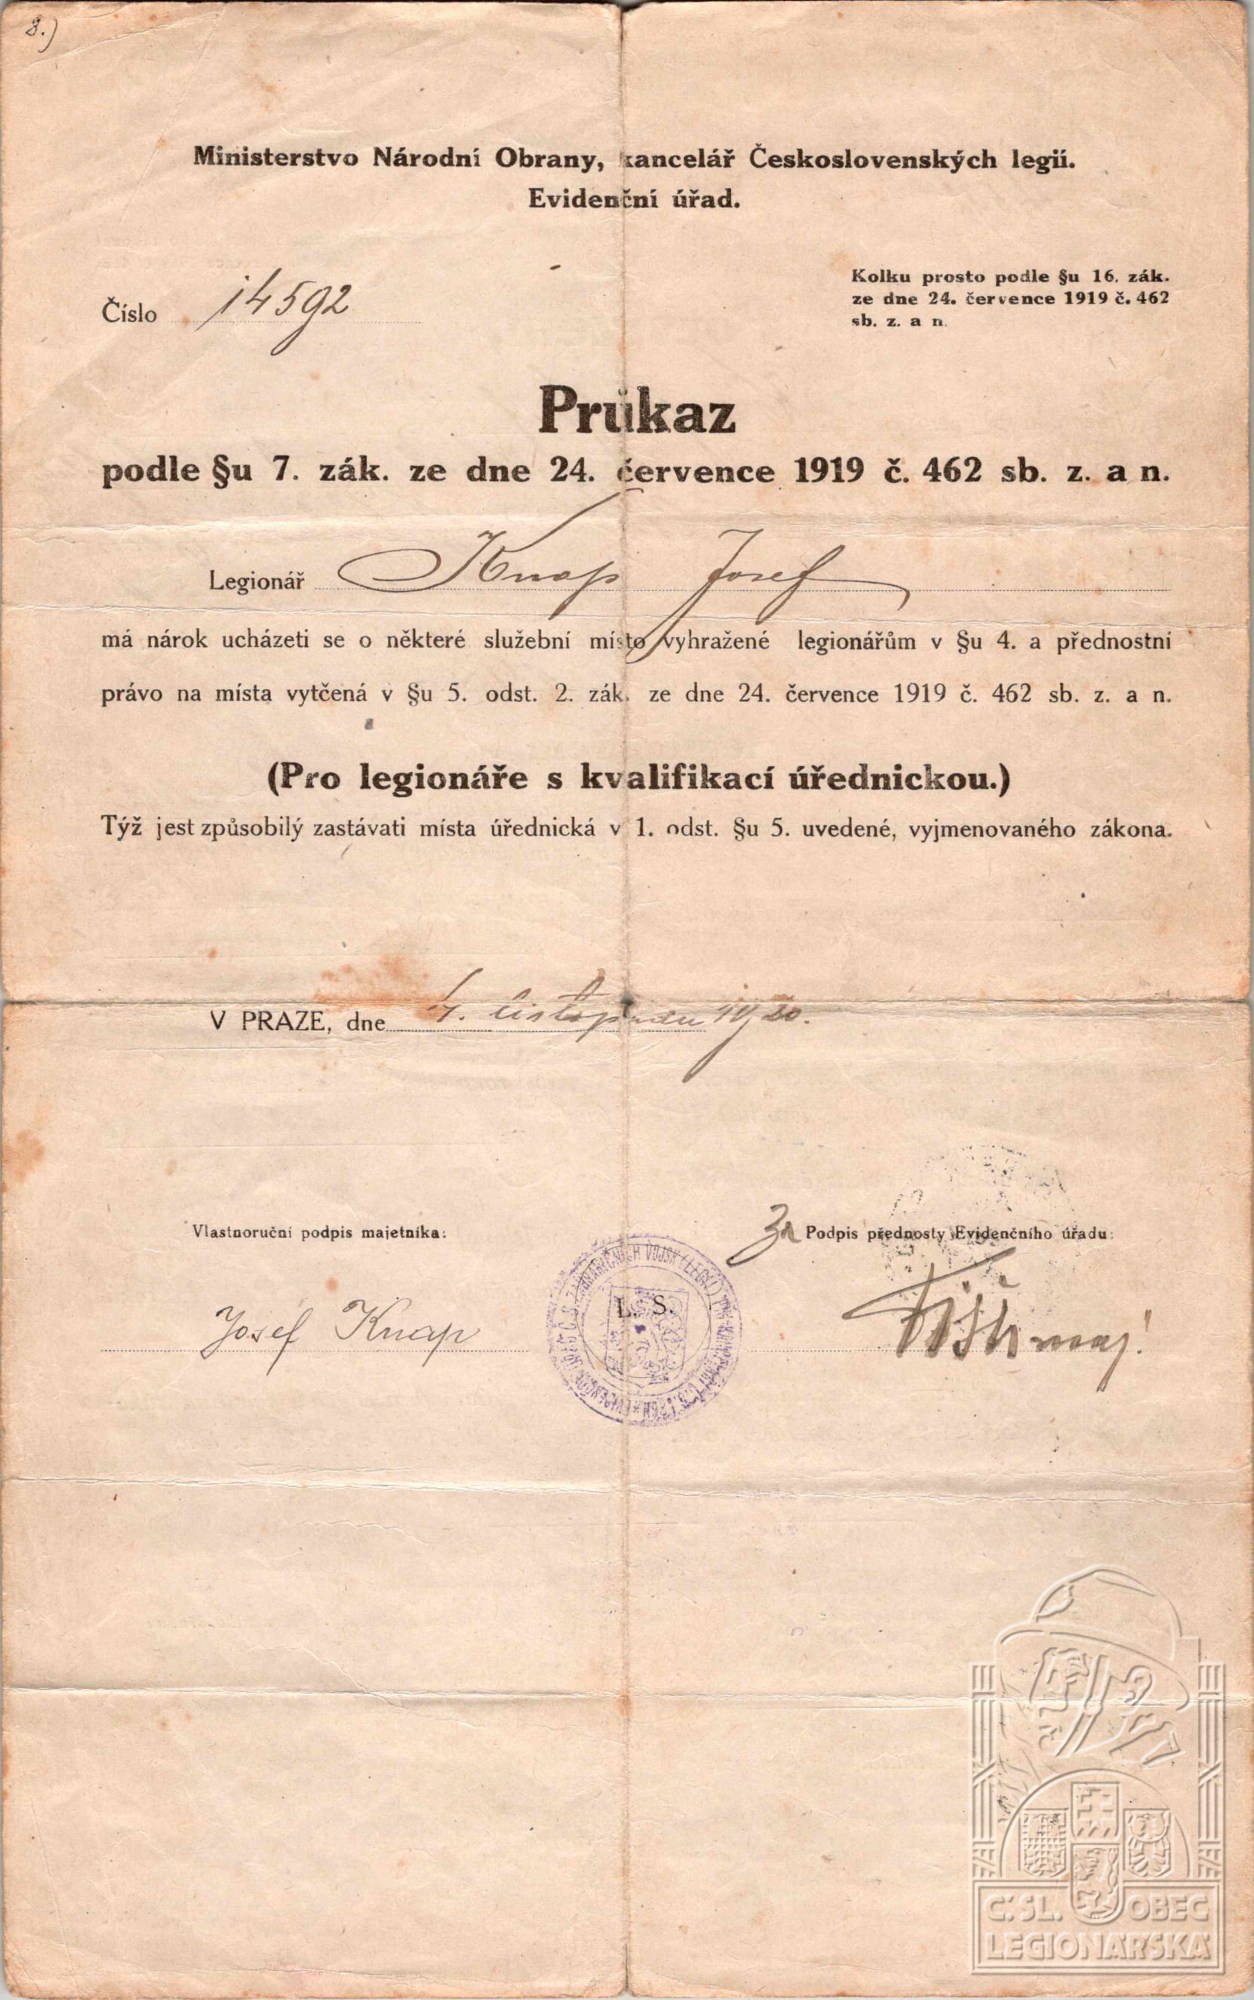 8.)
Ministerstvo Národní Obrany, kancelář Československých legií.
Evidenční úřad.
Číslo 14592
Kolku prosto podle §u 16. zák.
ze dne 24. července 1919 č. 462
sb. z. a n.
Průkaz
podle §u 7. zák. ze dne 24. července 1919 č. 462 sb. z. a n.
Legionář Knap Josef
má nárok ucházeti se o některé služební místo vyhražené legionářům v §u 4. a přednostní
právo na místa vytčená v §u 5. odst. 2. zák. ze dne 24. července 1919 č. 462 sb. z. a n.
(Pro legionáře s kvalifikací úřednickou.)
Týž jest způsobilý zastávati místa úřednická v 1. odst. §u 5. uvedené, vyjmenovaného zákona.
V PRAZE, dne 4. listopadu 1920.
Vlastnoruční podpis majetníka:
Za Podpis přednosty Evidenčního úřadu:
Josef Knap
L. S.
Č.SL. OBEC
LEGIONÁŘSKÁ